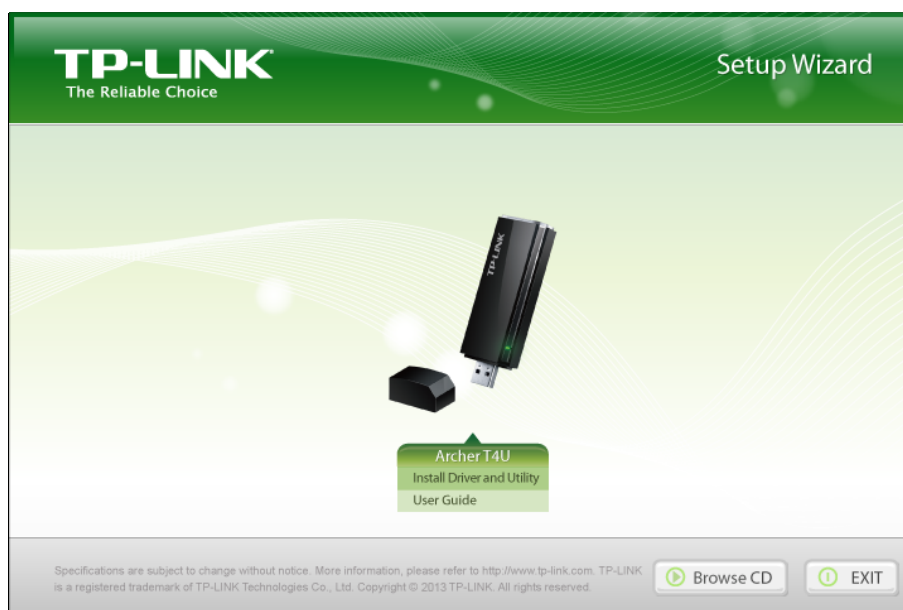 TP-LINK
The Reliable Choice
Setup Wizard
TP-LINK
Archer T4U
Install Driver and Utility
User Guide
Specifications are subject to change without notice. More information, please refer to http://www.tp-link.com. TP-LINK
is a registered trademark of TP-LINK Technologies Co., Ltd. Copyright © 2013 TP-LINK. All rights reserved.
Browse CD
EXIT